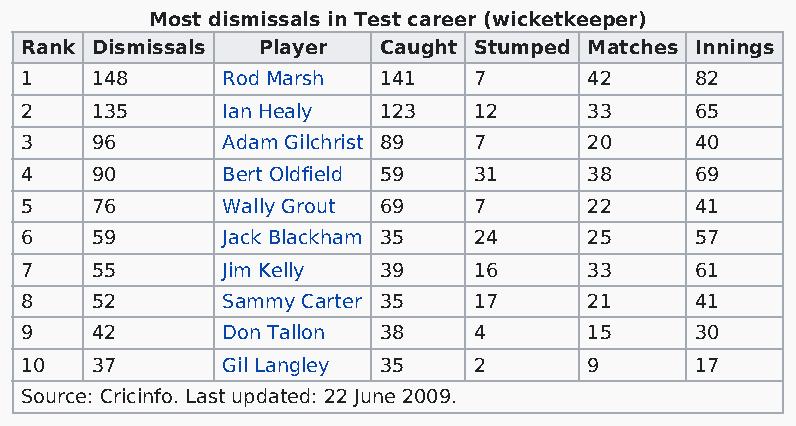 Most dismissals in Test career (wicketkeeper)
Rank Dismissals Player Caught Stumped Matches Innings
1 148 Rod Marsh 141 7 42 82
2 135 Ian Healy 123 12 33 65
3 96 Adam Gilchrist 89 7 20 40
4 90 Bert Oldfield 59 31 38 69
5 76 Wally Grout 69 7 22 41
6 59 Jack Blackham 35 24 25 57
7 55 Jim Kelly 39 16 33 61
8 52 Sammy Carter 35 17 21 41
9 42 Don Tallon 38 4 15 30
10 37 Gil Langley 35 2 9 17
Source: Cricinfo. Last updated: 22 June 2009.